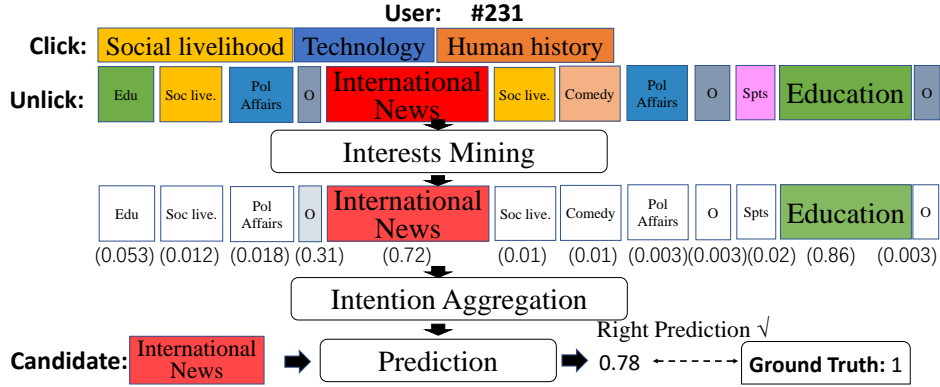 User: #231
Click: Social livelihood Technology Human history
Unlick: Edu Soc live. Pol Affairs O International News Soc live. Comedy Pol Affairs O Spts Education O
Interests Mining
Edu Soc live. Pol Affairs O International News Soc live. Comedy Pol Affairs O Spts Education O
(0.053) (0.012) (0.018) (0.31) (0.72) (0.01) (0.01) (0.003) (0.003) (0.02) (0.86) (0.003)
Intention Aggregation
Right Prediction √
Candidate: International News Prediction 0.78 Ground Truth: 1